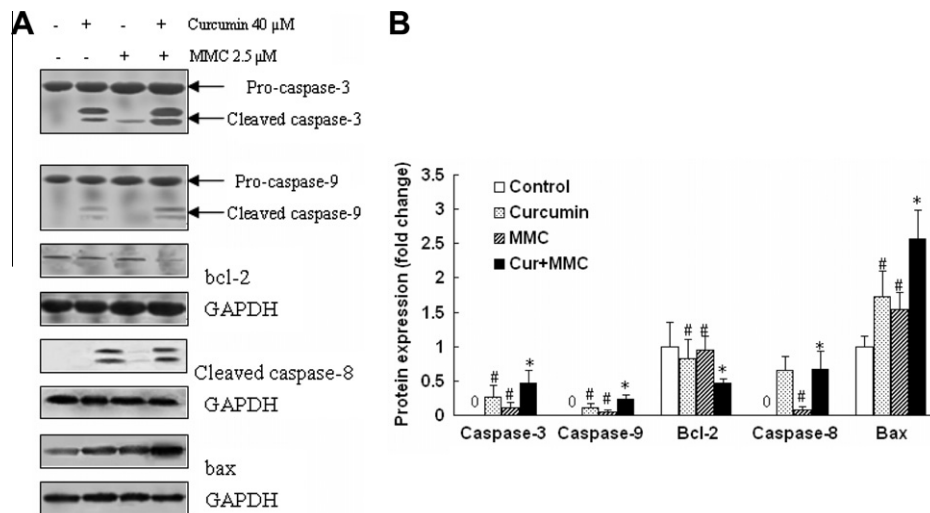 A
- + - + Curcumin 40 µM
- - + + MMC 2.5 µM
Pro-caspase-3
Cleaved caspase-3
Pro-caspase-9
Cleaved caspase-9
bcl-2
GAPDH
Cleaved caspase-8
GAPDH
bax
GAPDH
B
Protein expression (fold change)
3.5
3
2.5
2
1.5
1
0.5
0
Control
Curcumin
MMC
Cur+MMC
0 # # *
0 # # *
# # *
0 # *
# # *
Caspase-3 Caspase-9 Bcl-2 Caspase-8 Bax